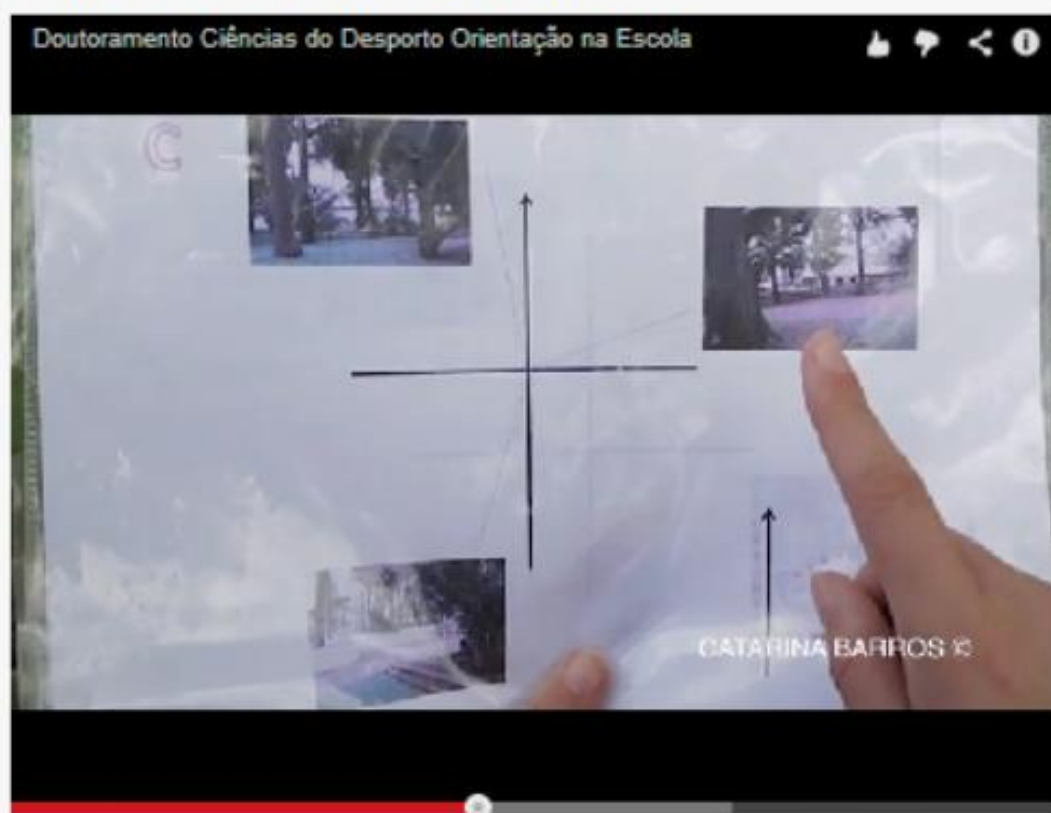 Doutoramento Ciências do Desporto Orientação na Escola
C
CATARINA BARROS ©